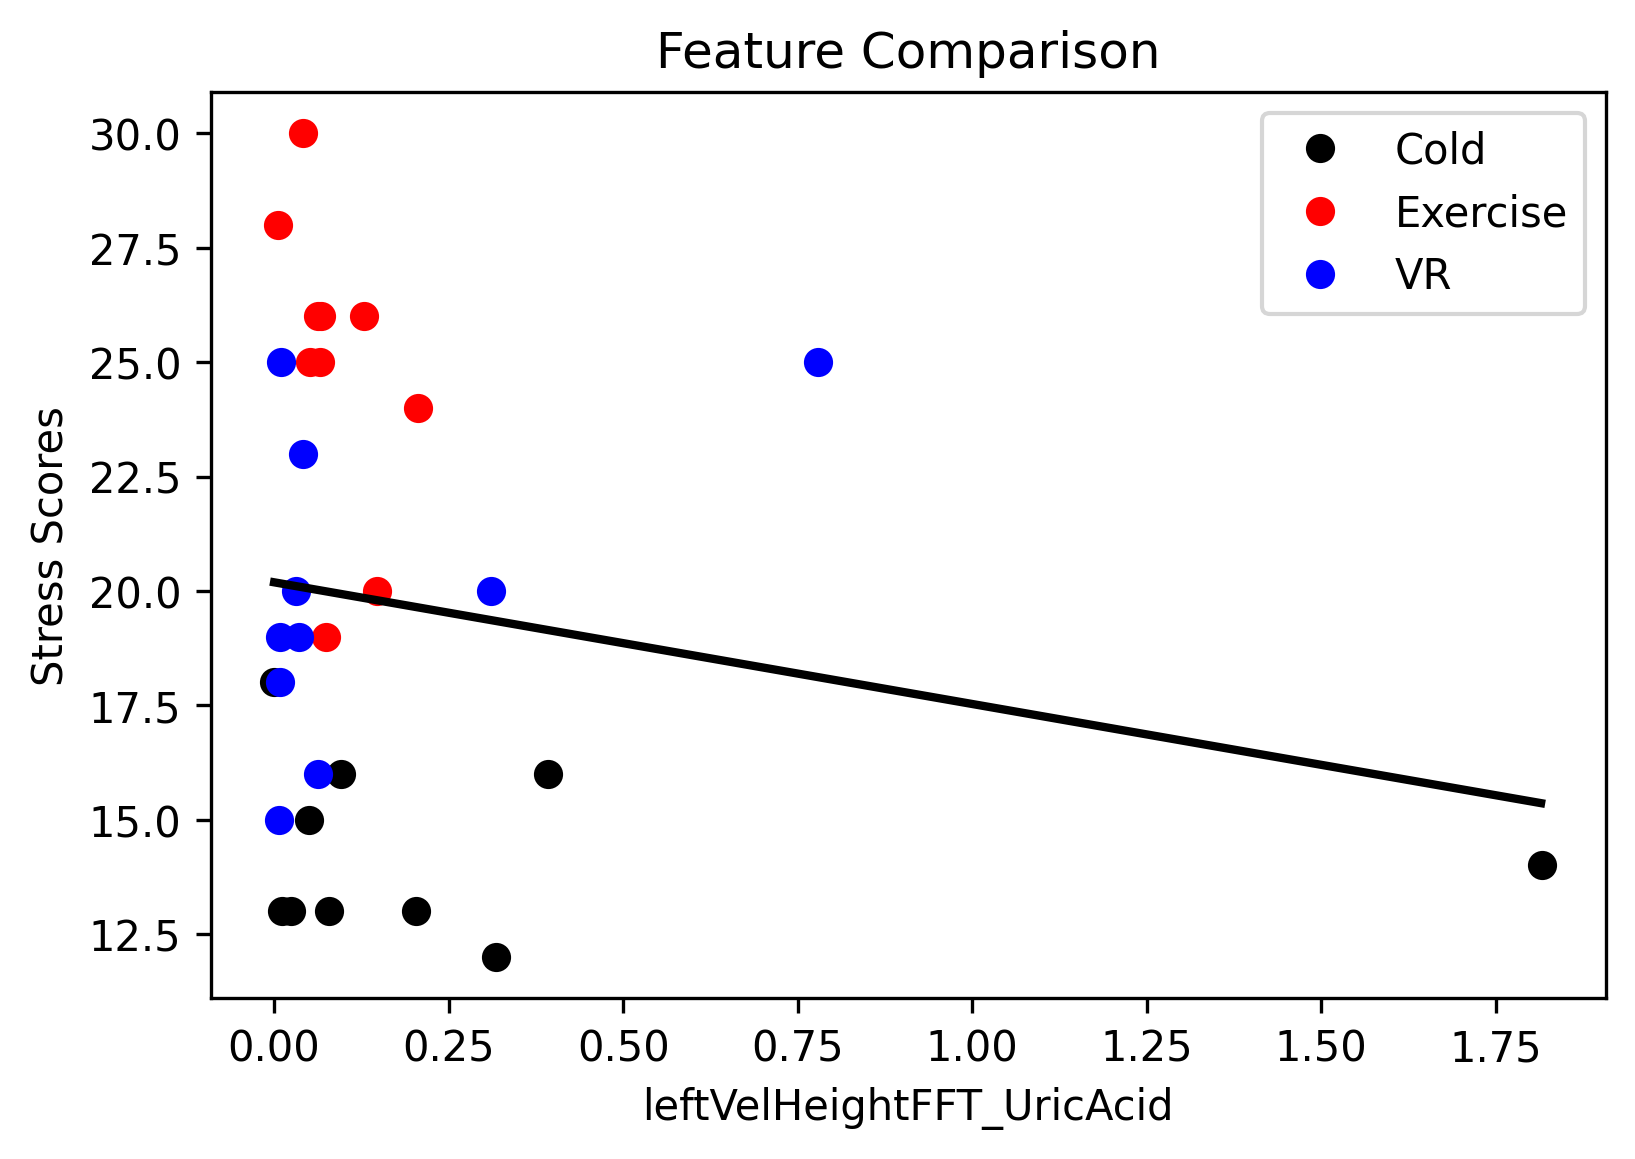 Feature Comparison
30.0
27.5
25.0
22.5
20.0
17.5
15.0
12.5
Stress Scores
Cold
Exercise
VR
0.00 0.25 0.50 0.75 1.00 1.25 1.50 1.75
leftVelHeightFFT_UricAcid